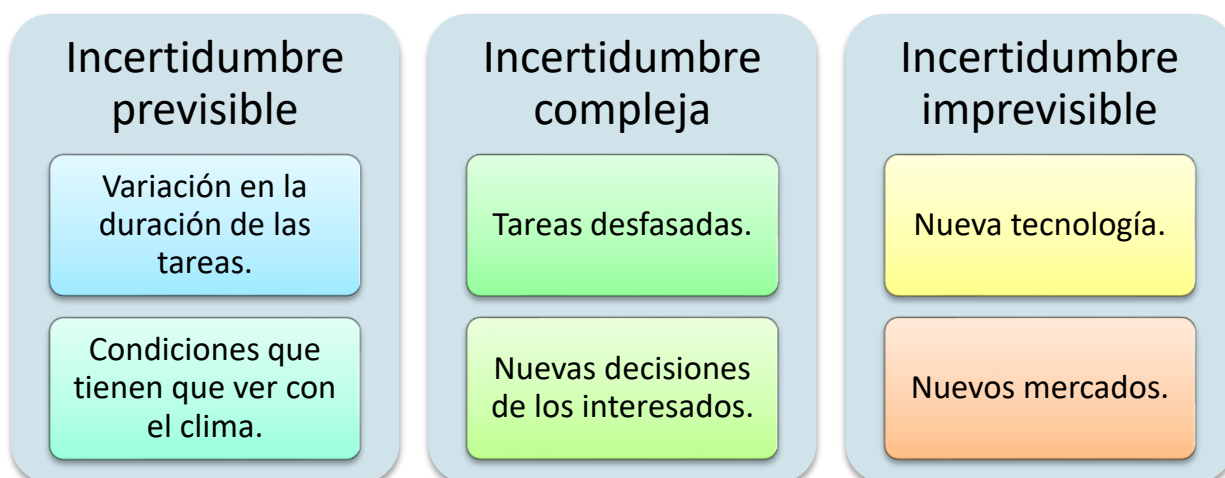 Incertidumbre
previsible
Variación en la
duración de las
tareas.
Condiciones que
tienen que ver con
el clima.
Incertidumbre
compleja
Tareas desfasadas.
Nuevas decisiones
de los interesados.
Incertidumbre
imprevisible
Nueva tecnología.
Nuevos mercados.